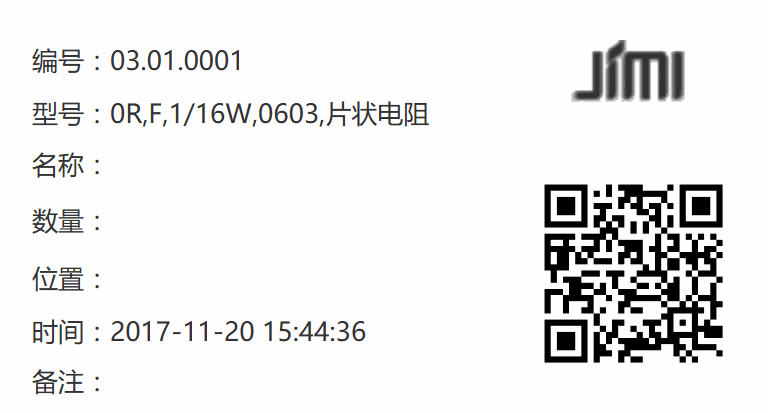 编号：03.01.0001
JIMI
型号：0R,F,1/16W,0603,片状电阻
名称：
数量：
位置：
时间：2017-11-20 15:44:36
备注：